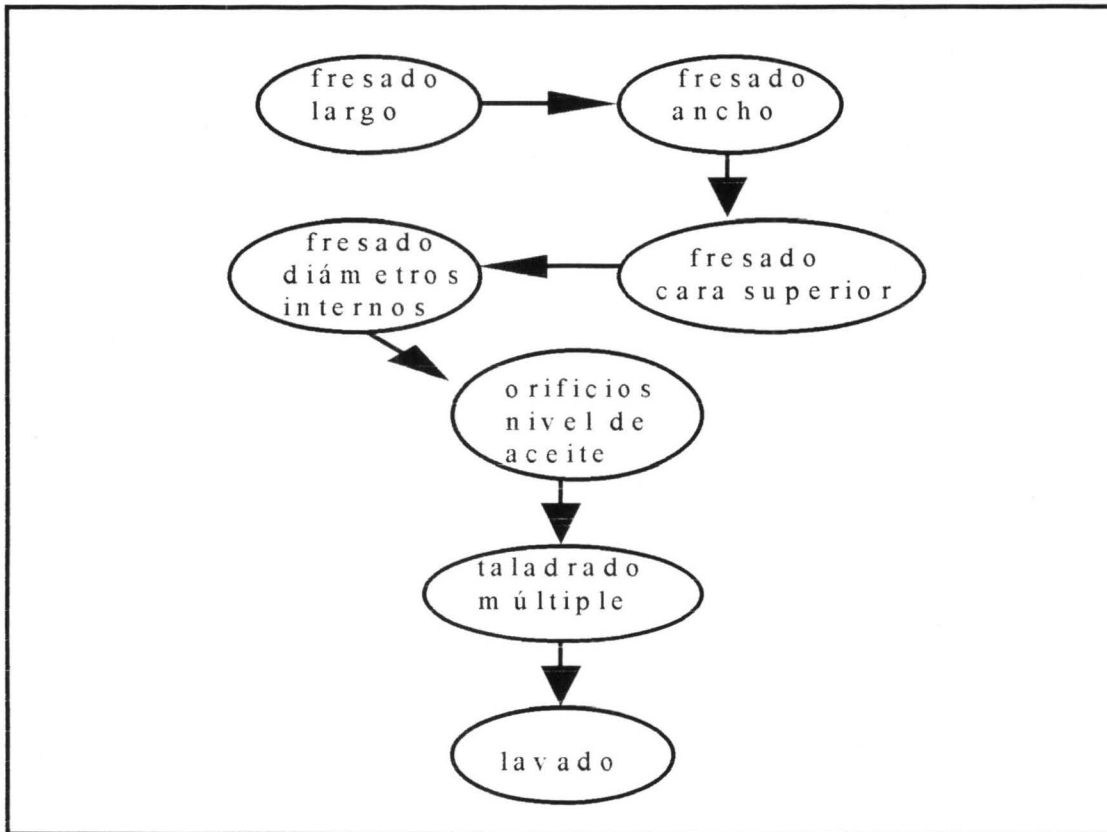 fresado
largo
fresado
ancho
fresado
cara superior
fresado
diámetros
internos
orificios
nivel de
aceite
taladrado
múltiple
lavado